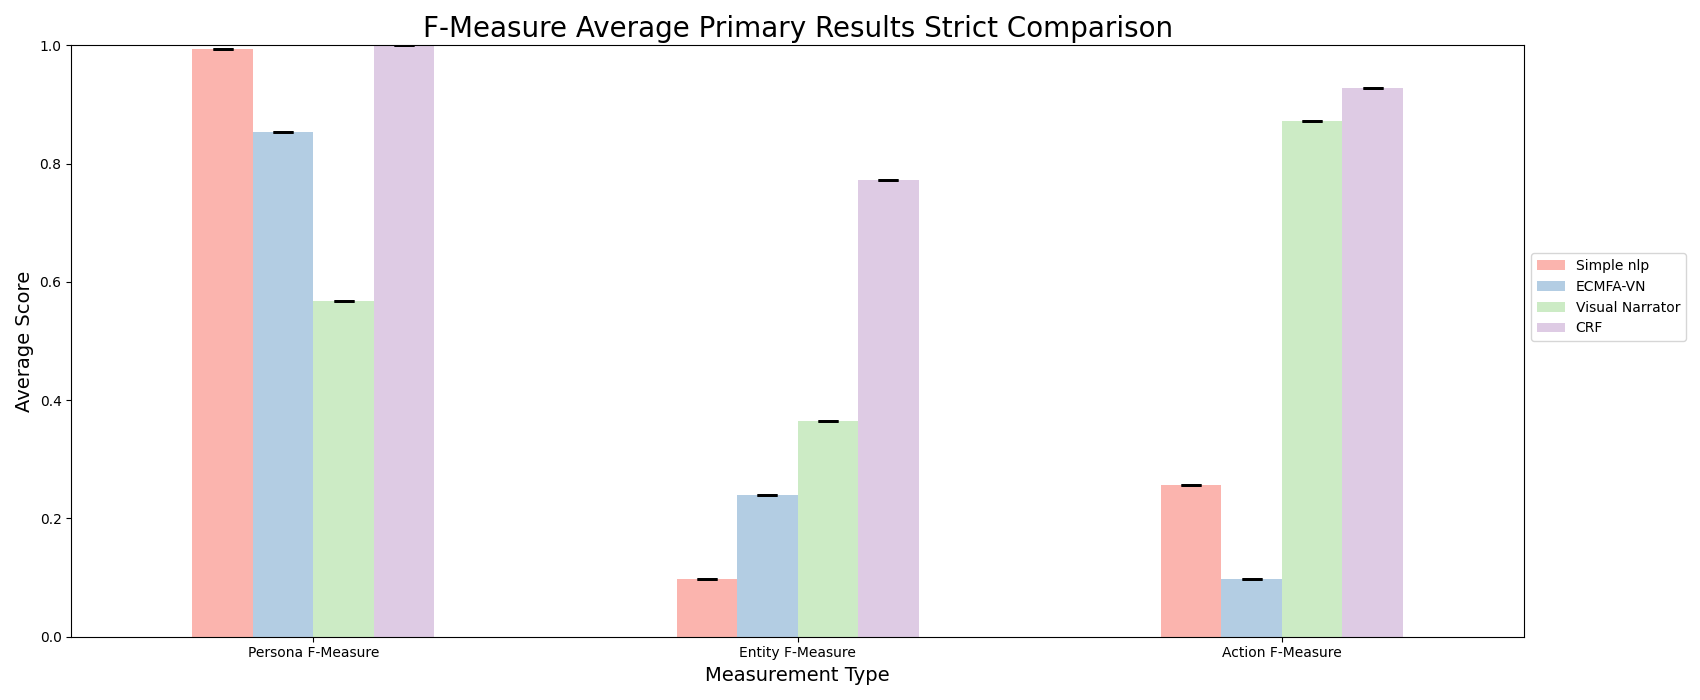 F-Measure Average Primary Results Strict Comparison
1.0
0.8
0.6
0.4
0.2
0.0
Average Score
Persona F-Measure
Entity F-Measure
Action F-Measure
Measurement Type
Simple nlp
ECMFA-VN
Visual Narrator
CRF